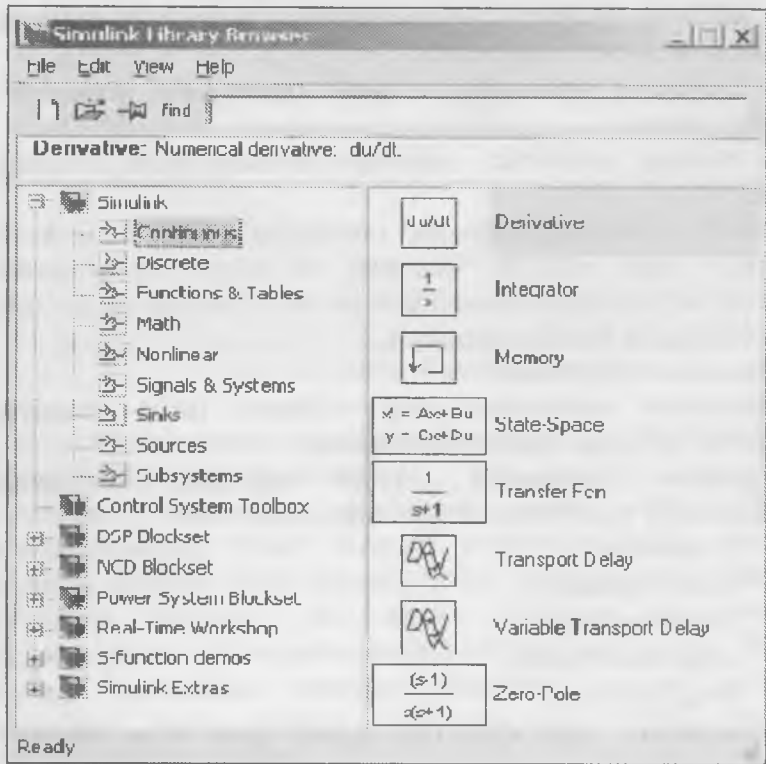 Simulink Library Browser
File Edit View Help
find
Derivative: Numerical derivative: du/dt.
Simulink
Continuous
Discrete
Functions & Tables
Math
Nonlinear
Signals & Systems
Sinks
Sources
Subsystems
Control System Toolbox
DSP Blockset
NCD Blockset
Power System Blockset
Real-Time Workshop
S-function demos
Simulink Extras
du/dt Derivative
1
s
Integrator
Memory
x' = Ax+Bu
y = Cx+Du
State-Space
1
s+1
Transfer Fcn
Transport Delay
Variable Transport Delay
(s-1)
s(s+1)
Zero-Pole
Ready